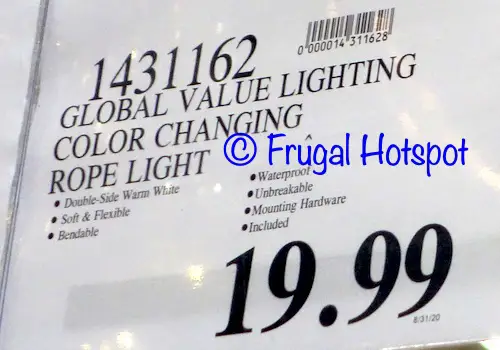 0 000014 311628
1431162
GLOBAL VALUE LIGHTING
COLOR CHANGING
ROPE LIGHT
© Frugal Hotspot
• Double-Side Warm White
• Soft & Flexible
• Bendable
• Waterproof
• Unbreakable
• Mounting Hardware
• Included
19.99
8/31/20